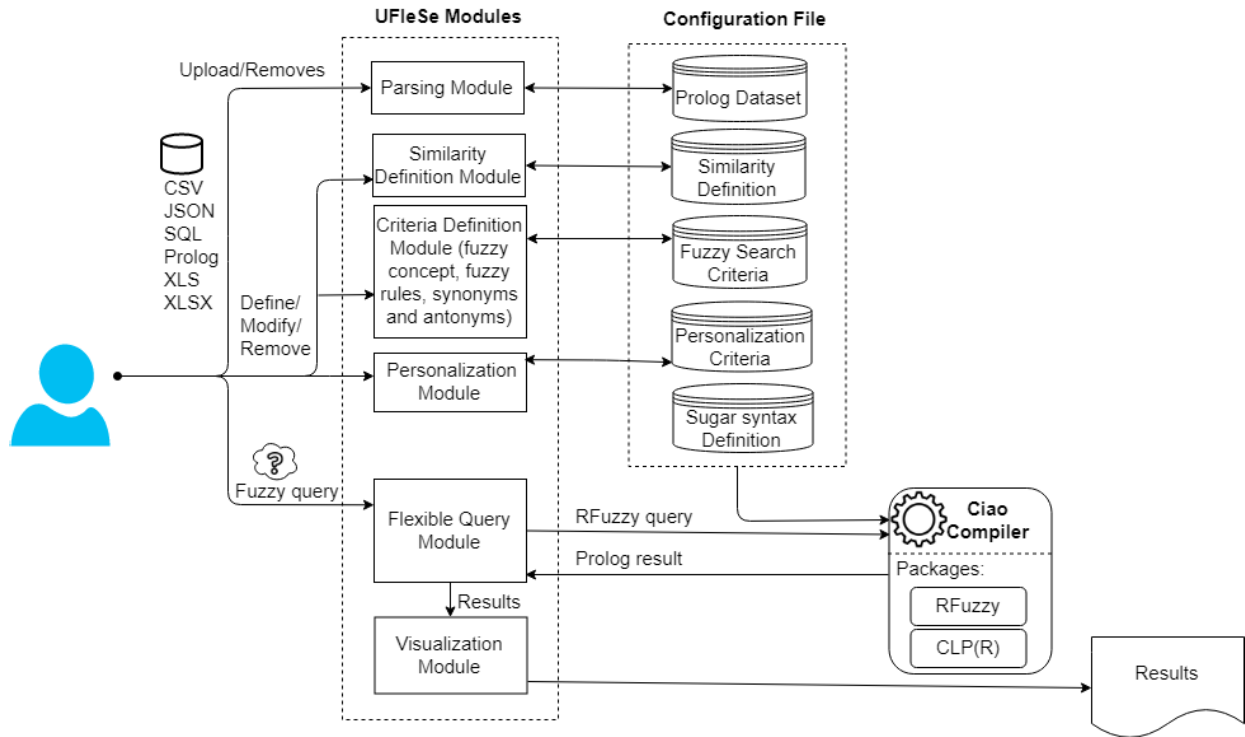 UFleSe Modules
Configuration File
Upload/Removes
Parsing Module
Prolog Dataset
CSV
JSON
SQL
Prolog
XLS
XLSX
Similarity
Definition Module
Similarity
Definition
Criteria Definition
Module (fuzzy
concept, fuzzy
rules, synonyms
and antonyms)
Fuzzy Search
Criteria
Define/
Modify/
Remove
Personalization
Module
Personalization
Criteria
Sugar syntax
Definition
?
Fuzzy query
Flexible Query
Module
RFuzzy query
Prolog result
Ciao
Compiler
Packages:
RFuzzy
CLP(R)
Results
Visualization
Module
Results